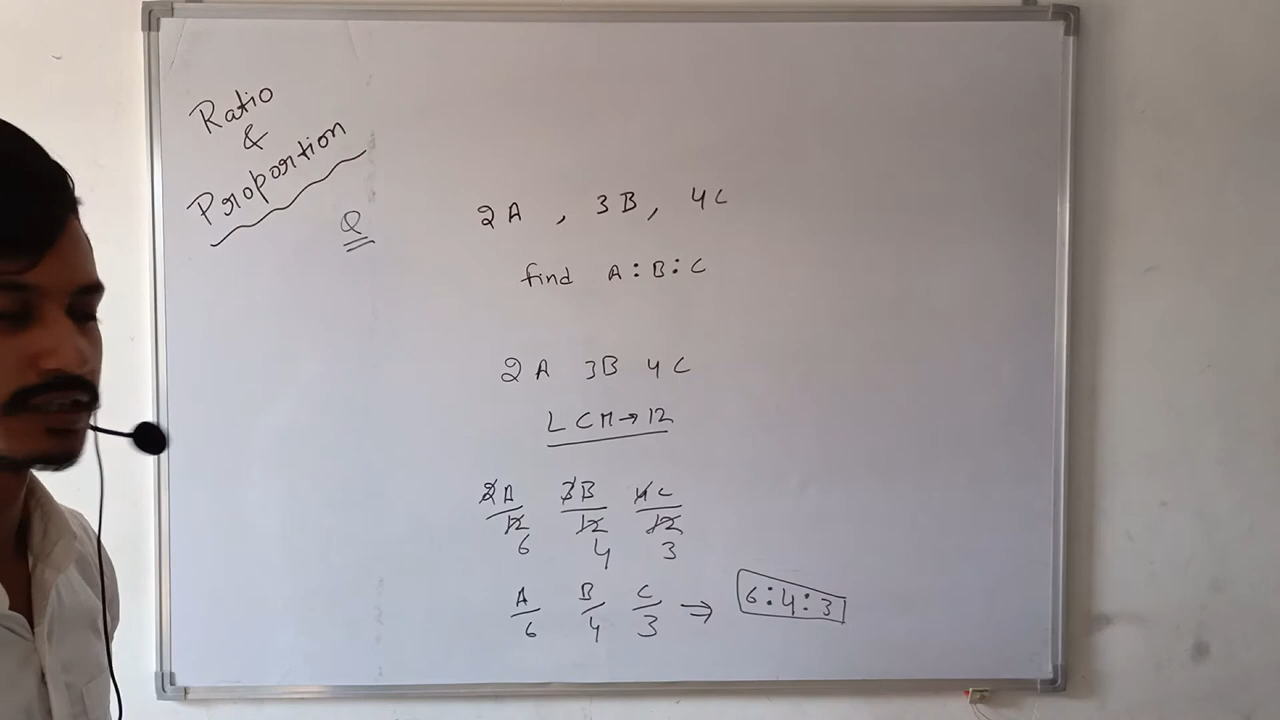 Ratio
&
Proportion
Q
2A , 3B, 4C
find A:B:C
2A 3B 4C
LCM→12
2A 3B 4C
12 12 12
6 4 3
A B C
6 4 3 ⇒ 6:4:3